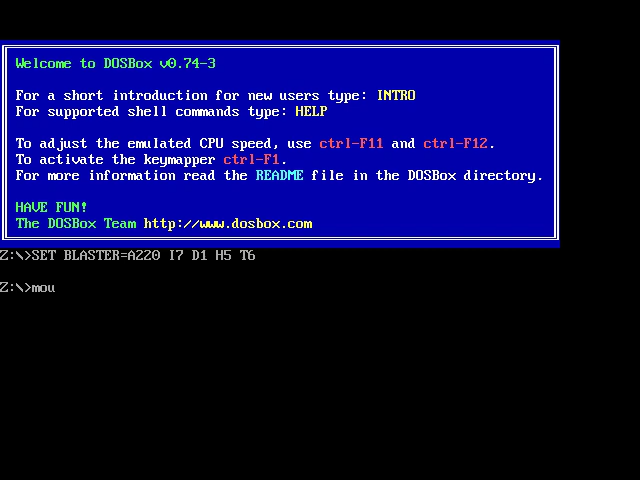 Welcome to DOSBox v0.74-3
For a short introduction for new users type: INTRO
For supported shell commands type: HELP
To adjust the emulated CPU speed, use ctrl-F11 and ctrl-F12.
To activate the keymapper ctrl-F1.
For more information read the README file in the DOSBox directory.
HAVE FUN!
The DOSBox Team http://www.dosbox.com
Z:\>SET BLASTER=A220 I7 D1 H5 T6
Z:\>mou